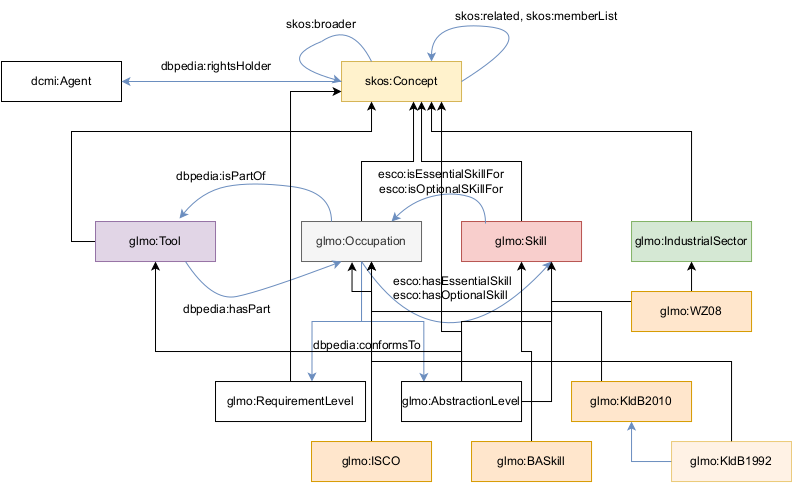 skos:broader
skos:related, skos:memberList
dbpedia:rightsHolder
dcmi:Agent
skos:Concept
dbpedia:isPartOf
esco:isEssentialSkillFor
esco:isOptionalSKillFor
glmo:Tool
glmo:Occupation
glmo:Skill
glmo:IndustrialSector
esco:hasEssentialSkill
esco:hasOptionalSkill
dbpedia:hasPart
glmo:WZ08
dbpedia:conformsTo
glmo:RequirementLevel
glmo:AbstractionLevel
glmo:KldB2010
glmo:ISCO
glmo:BASkill
glmo:KldB1992